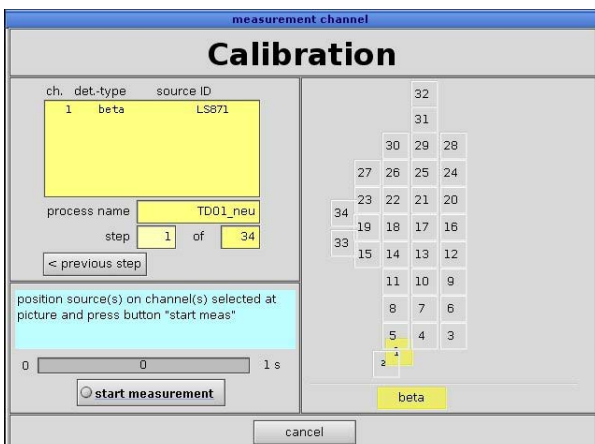 measurement channel
Calibration
ch. det.-type source ID
1 beta LS871
process name TD01_neu
step 1 of 34
< previous step
position source(s) on channel(s) selected at
picture and press button "start meas"
0 0 1 s
start measurement
32
31
30 29 28
27 26 25 24
23 22 21 20
34
19 18 17 16
33
15 14 13 12
11 10 9
8 7 6
5 4 3
1
2
beta
cancel